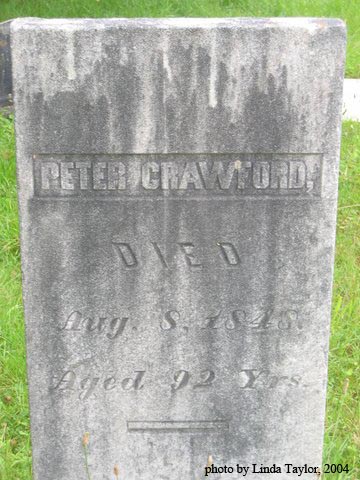 PETER CRAWFORD,
DIED
Aug. 8, 1848.
Aged 92 Yrs.
photo by Linda Taylor, 2004